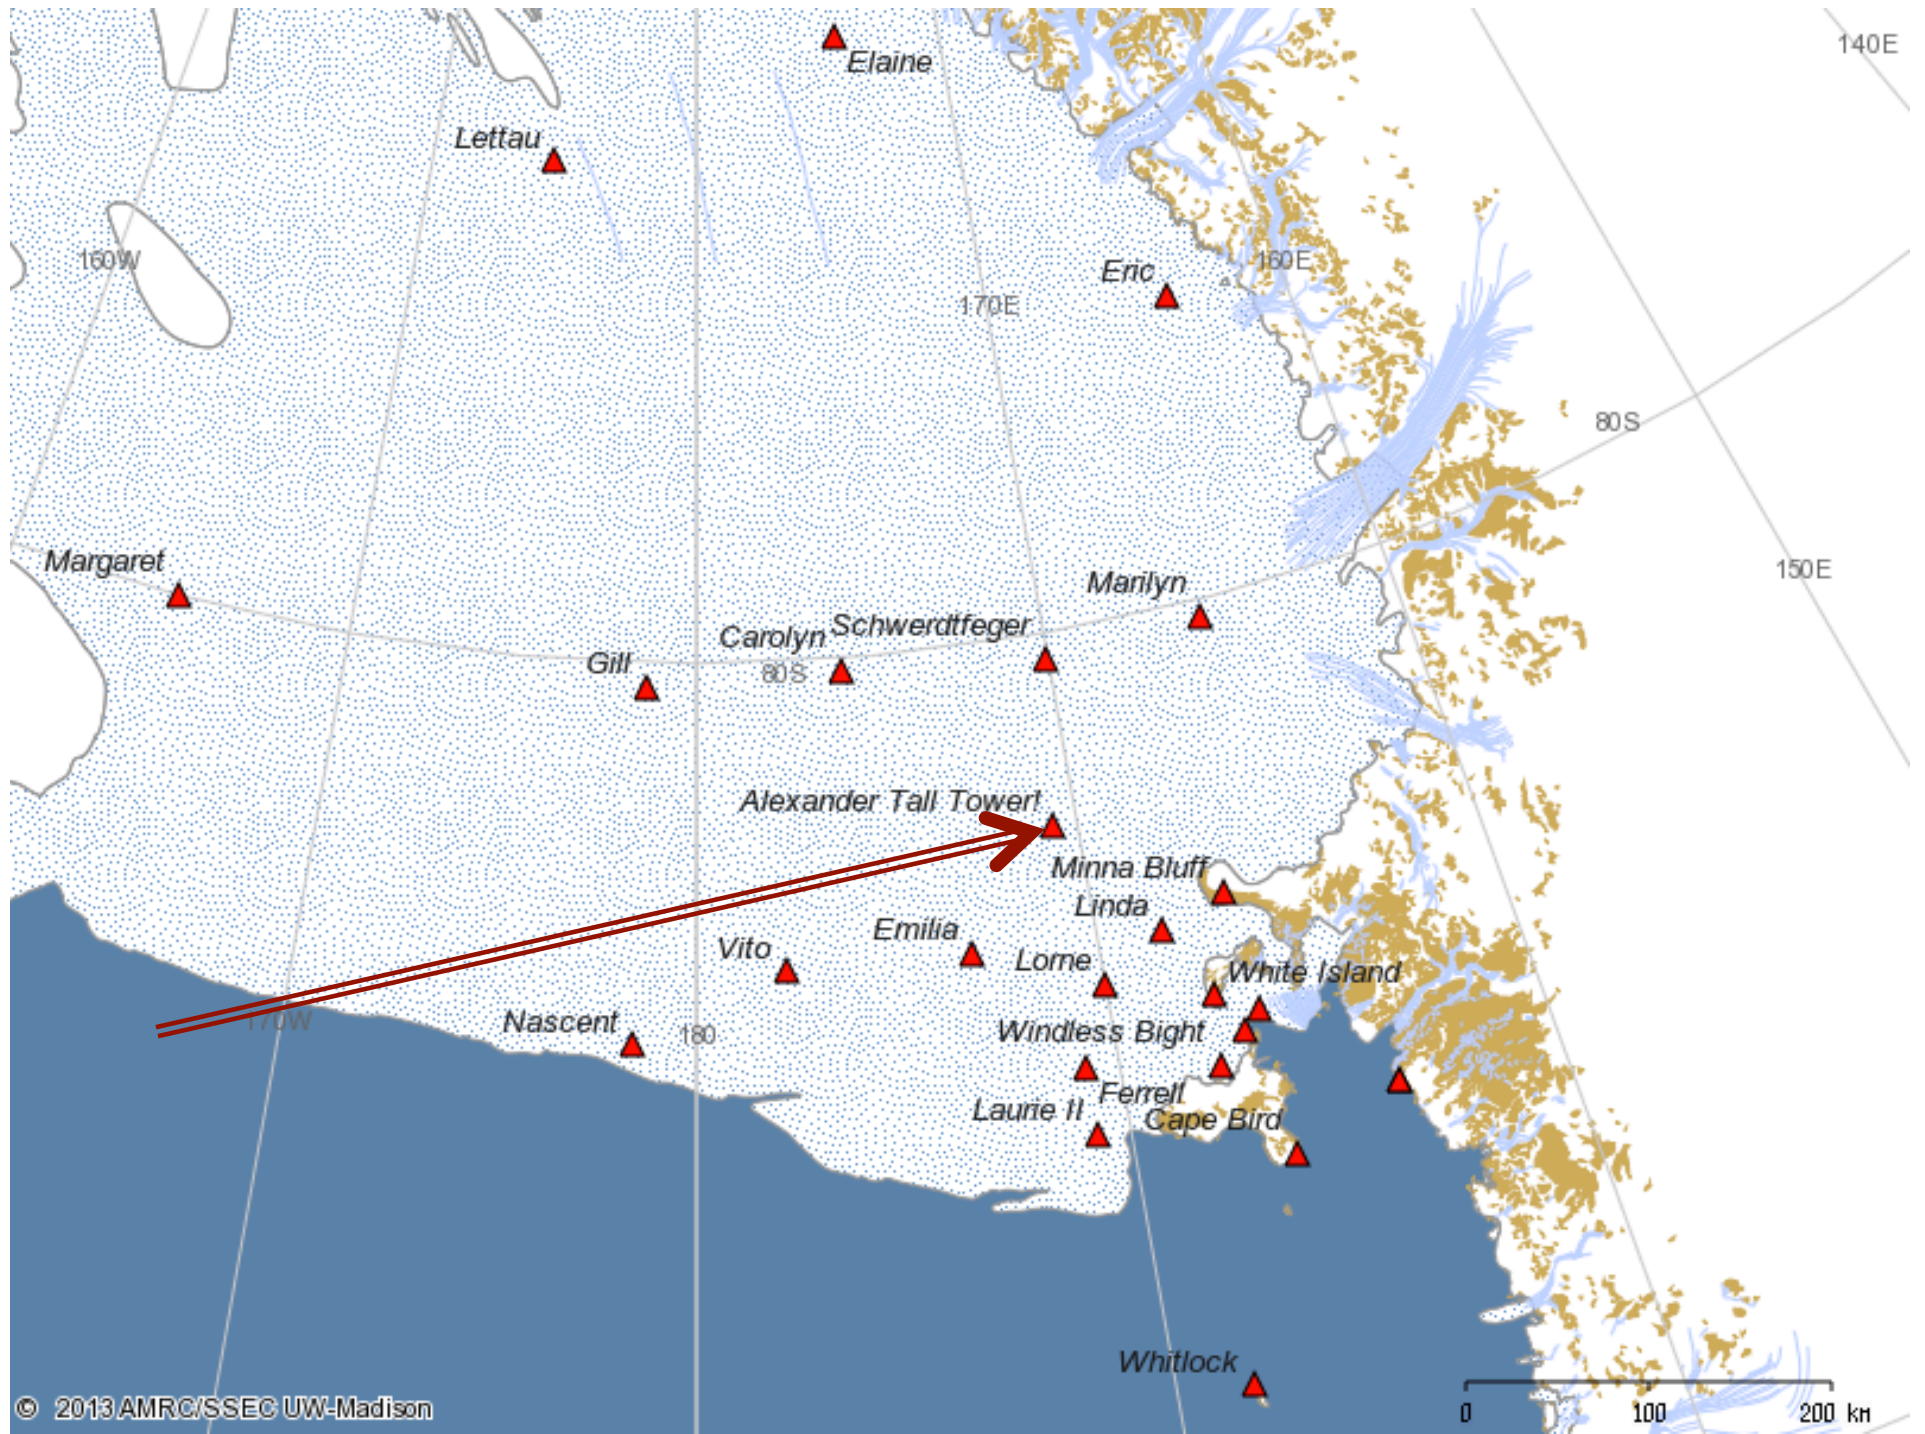 140E
Elaine
Lettau
160W
160E
Eric
170E
80S
Margaret
150E
Marilyn
Schwerdtfeger
Carolyn
Gill
80S
Alexander Tall Tower!
Minna Bluff
Linda
Emilia
Vito
Lorne
White Island
170W
Nascent
180
Windless Bight
Ferrell
Laurie II
Cape Bird
Whitlock
© 2013 AMRC/SSEC UW-Madison
0 100 200 км